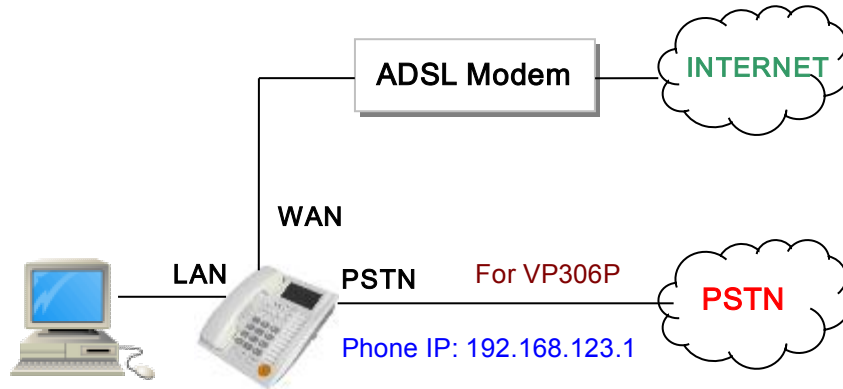 ADSL Modem
INTERNET
WAN
LAN
PSTN
For VP306P
PSTN
Phone IP: 192.168.123.1